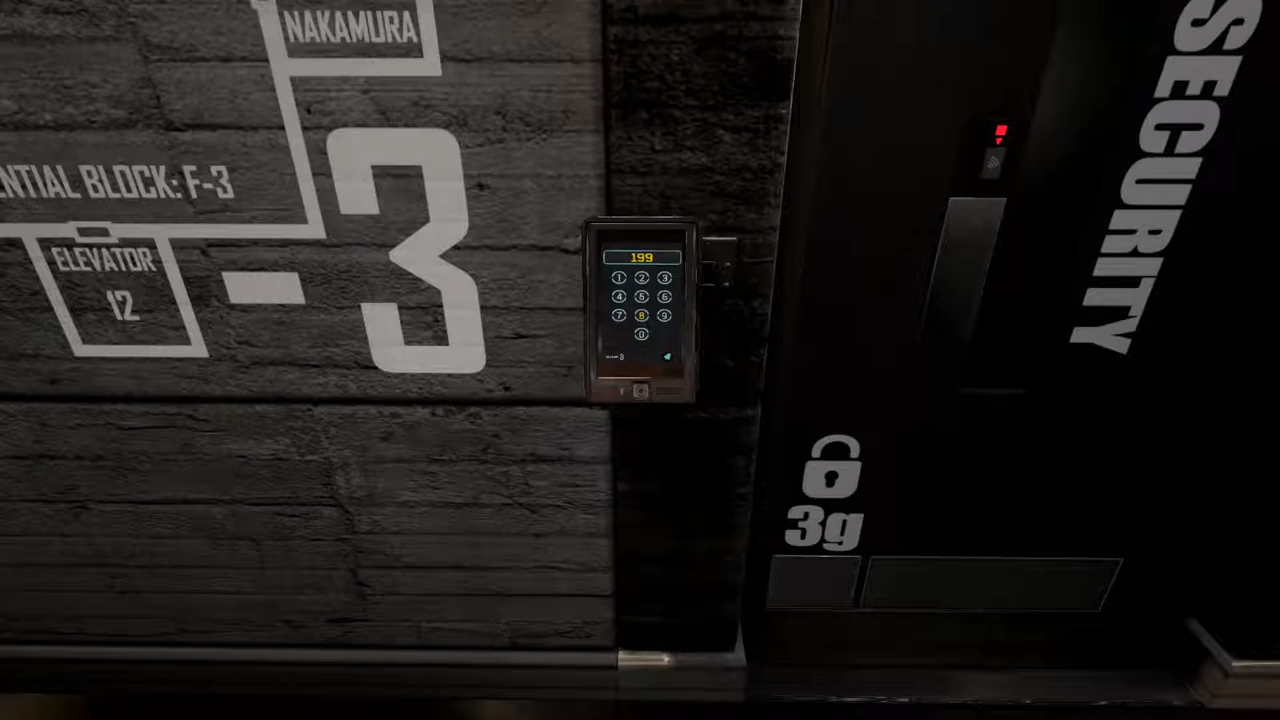 NAKAMURA
NTIAL BLOCK: F-3
ELEVATOR
12
-3
199
1 2 3
4 5 6
7 8 9
0
SECURITY
3g